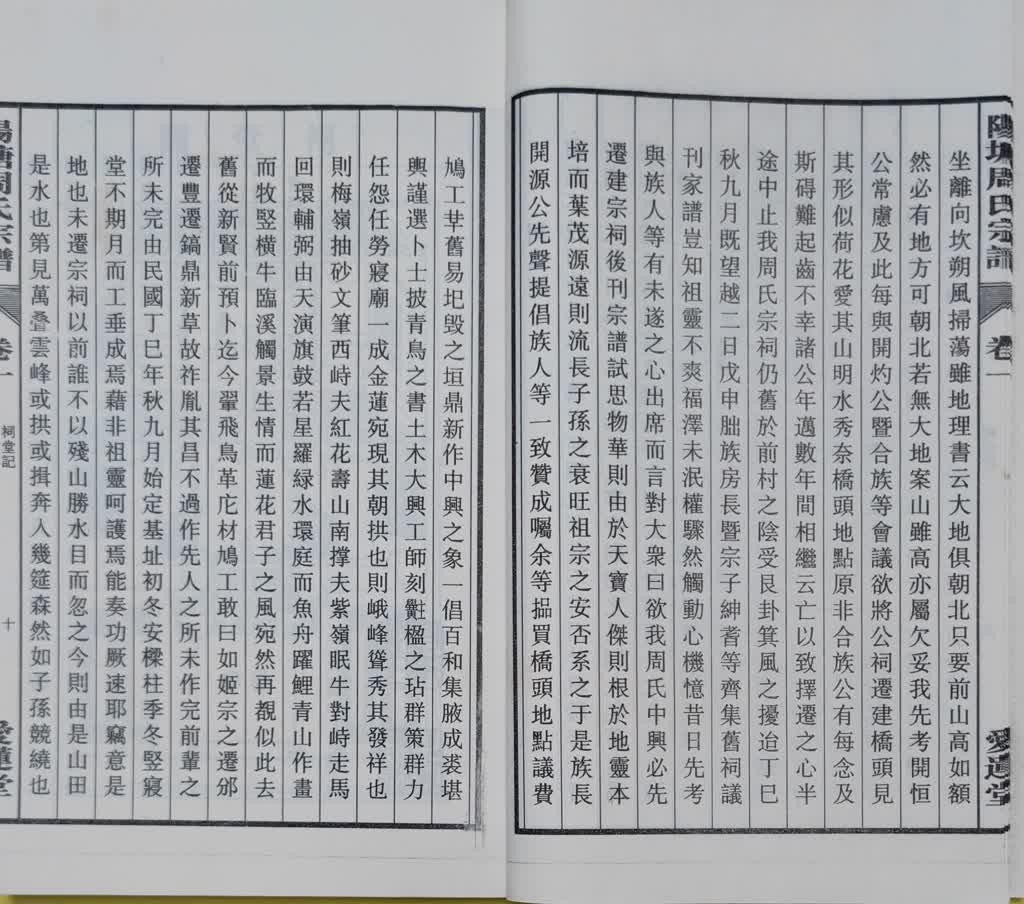 陽塘周氏宗譜
卷一
愛蓮堂
坐離向坎朔風掃蕩雖地理書云大地俱朝北只要前山高如額
然必有地方可朝北若無大地案山雖高亦屬欠妥我先考開恒
公常慮及此每與開灼公暨合族等會議欲將公祠遷建橋頭見
其形似荷花愛其山明水秀奈橋頭地點原非合族公有每念及
斯碍難起齒不幸諸公年邁數年間相繼云亡以致擇遷之心半
途中止我周氏宗祠仍舊於前村之陰受艮卦箕風之擾迨丁巳
秋九月既望越二日戊申朏族房長暨宗子紳耆等齊集舊祠議
刊家譜豈知祖靈不爽福澤未泯權驟然觸動心機憶昔日先考
與族人等有未遂之心出席而言對大衆曰欲我周氏中興必先
遷建宗祠後刊宗譜試思物華則由於天寶人傑則根於地靈本
培而葉茂源遠則流長子孫之衰旺祖宗之安否系之于是族長
開源公先聲提倡族人等一致贊成囑余等揊買橋頭地點議費
鳩工芉舊易圯毁之垣鼎新作中興之象一倡百和集腋成裘堪
輿謹選卜士披青鳥之書土木大興工師刻䵻楹之玷群策群力
任怨任勞寢廟一成金蓮宛現其朝拱也則峨峰聳秀其發祥也
則梅嶺抽砂文筆西峙夫紅花壽山南撑夫紫嶺眠牛對峙走馬
回環輔弼由天演旗鼓若星羅緑水環庭而魚舟躍鯉青山作畫
而牧竪横牛臨溪觸景生情而蓮花君子之風宛然再覩似此去
舊從新賢前預卜迄今翬飛鳥革庀材鳩工敢曰如姬宗之遷邠
遷豐遷鎬鼎新草故祚胤其昌不過作先人之所未作完前輩之
所未完由民國丁巳年秋九月始定基址初冬安樑柱季冬竪寢
堂不期月而工垂成焉藉非祖靈呵護焉能奏功厥速耶竊意是
地也未遷宗祠以前誰不以殘山勝水目而忽之今則由是山田
是水也第見萬叠雲峰或拱或揖奔入幾筵森然如子孫競繞也
陽塘周氏宗譜
卷一
祠堂記
十
愛蓮堂